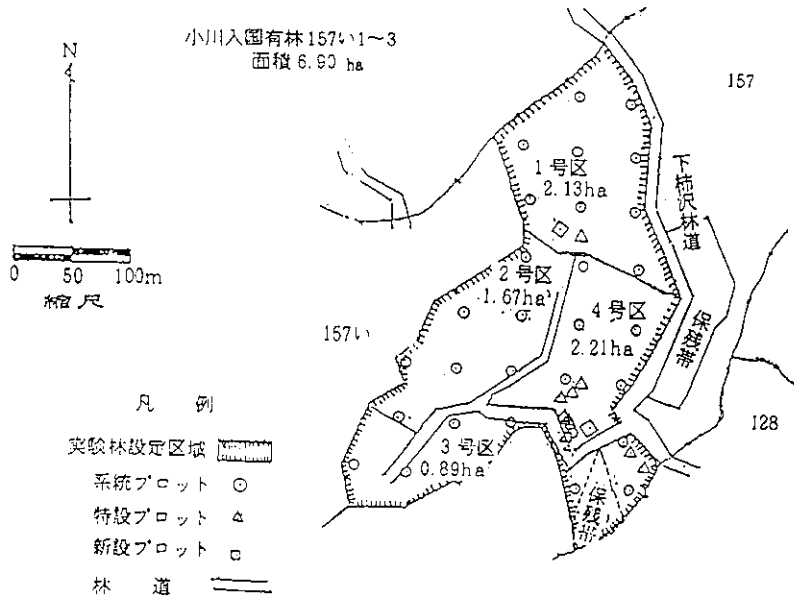 小川入国有林157い1～3
面積 6.90 ha
N
0 50 100m
縮尺
157
下柿沢林道
1号区
2.13ha
2号区
1.67ha
4号区
2.21ha
保残帯
157い
128
3号区
0.89ha
保残帯
凡 例
実験林設定区域
系統プロット
特設プロット
新設プロット
林 道